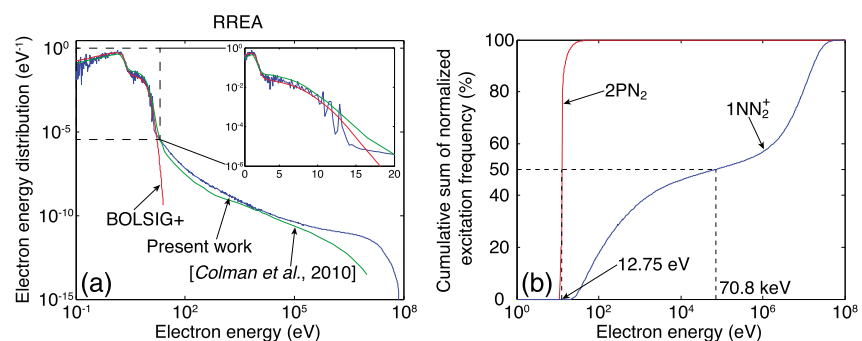 RREA
Electron energy distribution (eV⁻¹)
10⁰
10⁻⁵
10⁻¹⁰
10⁻¹⁵
10⁰
10⁻²
10⁻⁴
10⁻⁶
0 5 10 15 20
BOLSIG+
Present work
[Colman et al., 2010]
(a)
10⁻¹ 10² 10⁵ 10⁸
Electron energy (eV)
Cumulative sum of normalized
excitation frequency (%)
100
80
60
50
40
20
0
2PN₂
1NN₂⁺
12.75 eV
70.8 keV
(b)
10⁰ 10² 10⁴ 10⁶ 10⁸
Electron energy (eV)